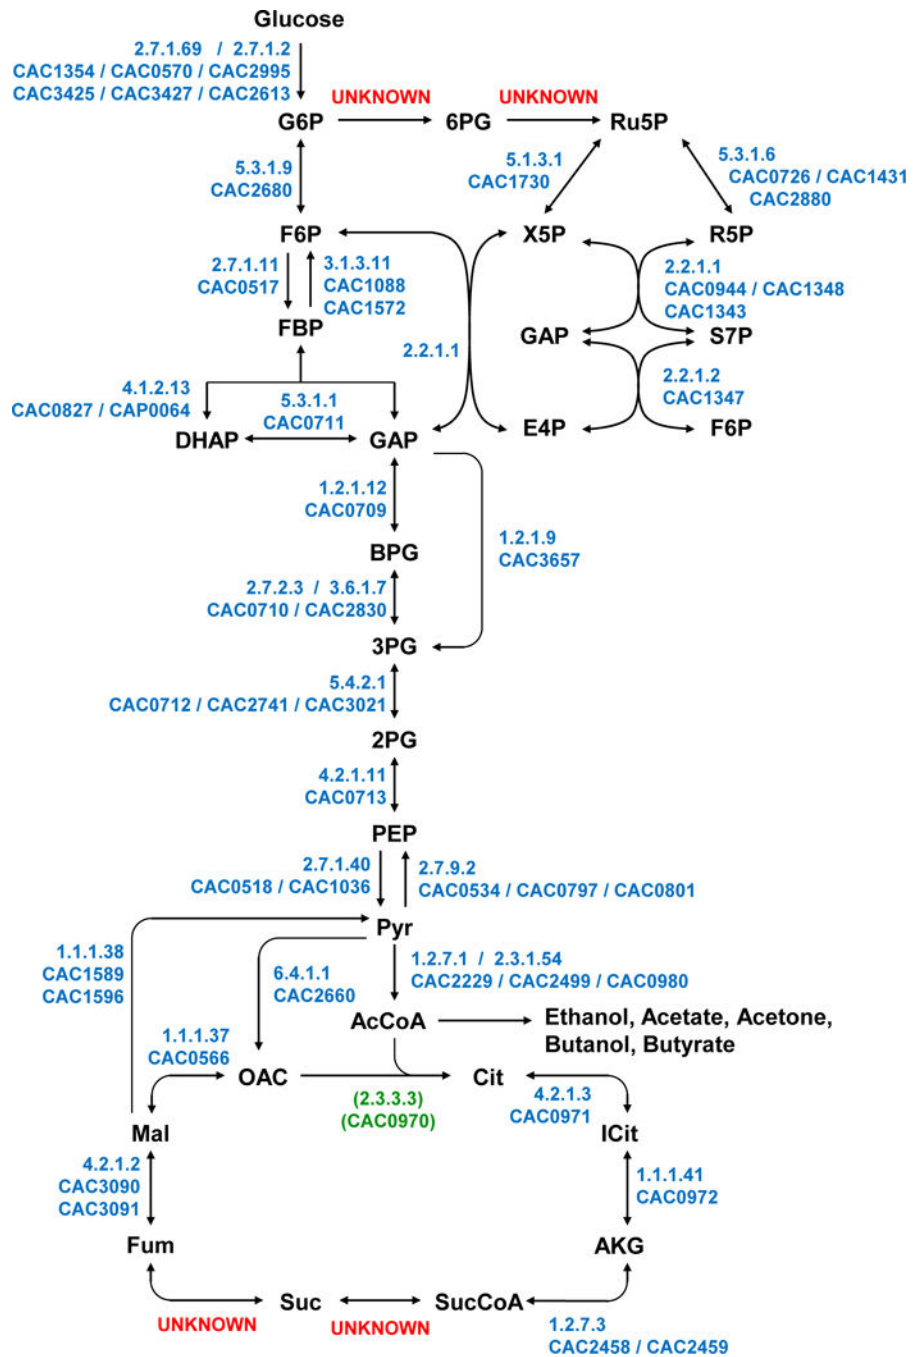 Glucose
2.7.1.69 / 2.7.1.2
CAC1354 / CAC0570 / CAC2995
CAC3425 / CAC3427 / CAC2613
UNKNOWN
UNKNOWN
G6P
6PG
Ru5P
5.3.1.9
CAC2680
5.1.3.1
CAC1730
5.3.1.6
CAC0726 / CAC1431
CAC2880
F6P
X5P
R5P
2.7.1.11
CAC0517
3.1.3.11
CAC1088
CAC1572
2.2.1.1
CAC0944 / CAC1348
CAC1343
FBP
GAP
S7P
2.2.1.1
4.1.2.13
CAC0827 / CAP0064
5.3.1.1
CAC0711
2.2.1.2
CAC1347
DHAP
GAP
E4P
F6P
1.2.1.12
CAC0709
1.2.1.9
CAC3657
BPG
2.7.2.3 / 3.6.1.7
CAC0710 / CAC2830
3PG
5.4.2.1
CAC0712 / CAC2741 / CAC3021
2PG
4.2.1.11
CAC0713
PEP
2.7.1.40
CAC0518 / CAC1036
2.7.9.2
CAC0534 / CAC0797 / CAC0801
Pyr
1.1.1.38
CAC1589
CAC1596
6.4.1.1
CAC2660
1.2.7.1 / 2.3.1.54
CAC2229 / CAC2499 / CAC0980
AcCoA
Ethanol, Acetate, Acetone,
Butanol, Butyrate
1.1.1.37
CAC0566
OAC
Cit
(2.3.3.3)
(CAC0970)
4.2.1.3
CAC0971
Mal
ICit
4.2.1.2
CAC3090
CAC3091
1.1.1.41
CAC0972
Fum
AKG
Suc
SucCoA
UNKNOWN
UNKNOWN
1.2.7.3
CAC2458 / CAC2459